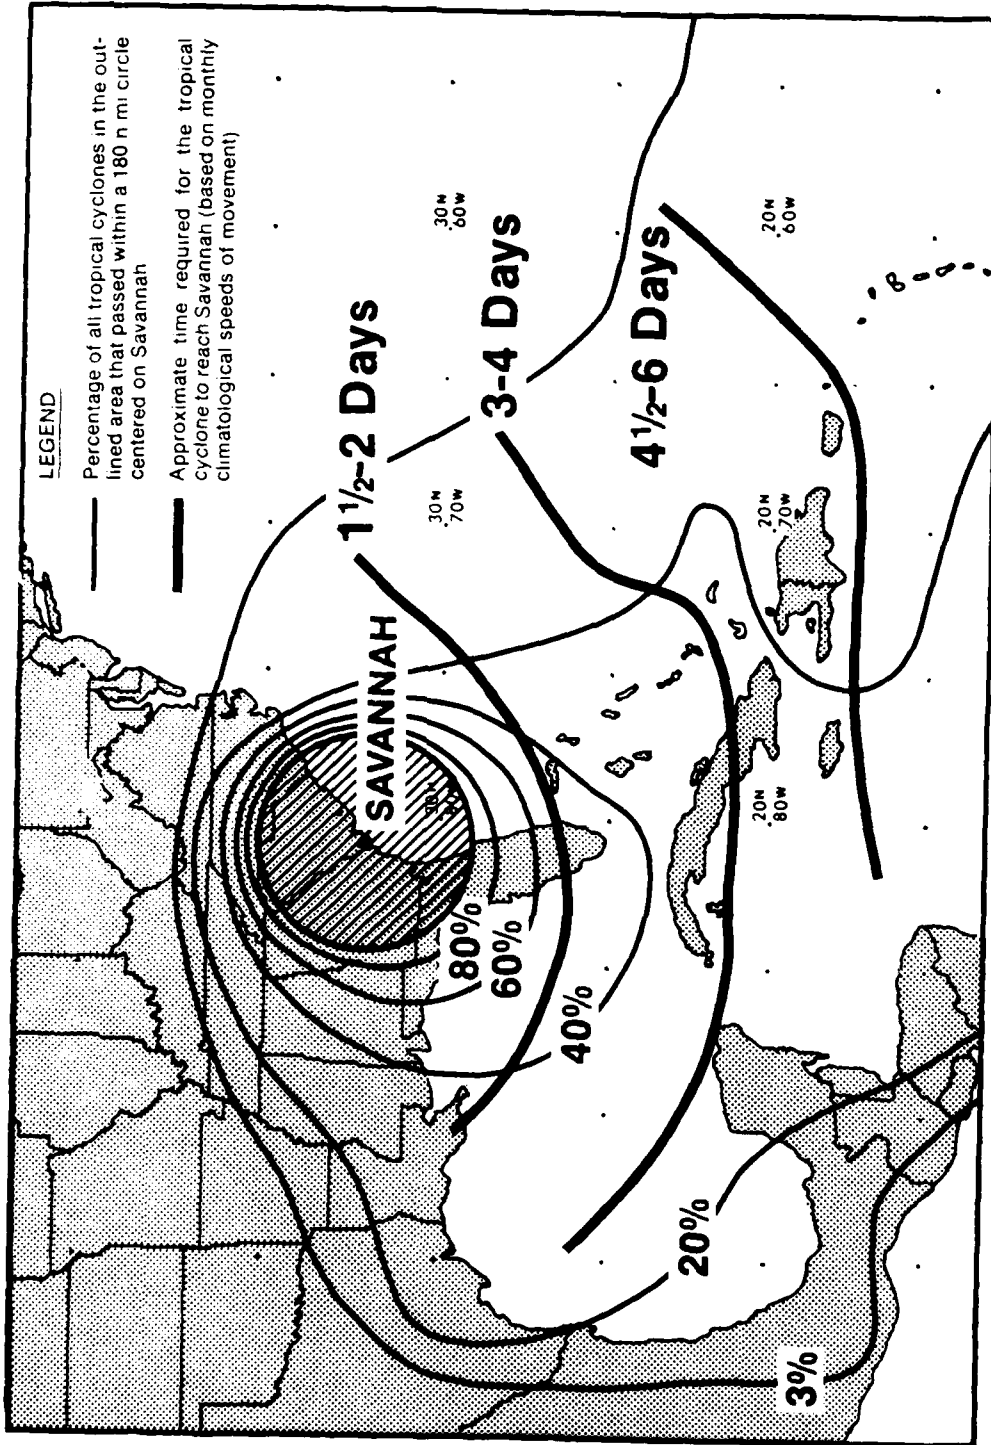 LEGEND
Percentage of all tropical cyclones in the out-
lined area that passed within a 180 n mi circle
centered on Savannah
Approximate time required for the tropical
cyclone to reach Savannah (based on monthly
climatological speeds of movement)
SAVANNAH
1½-2 Days
3-4 Days
4½-6 Days
30N
60W
30N
70W
20N
60W
20N
70W
20N
80W
80%
60%
40%
20%
3%